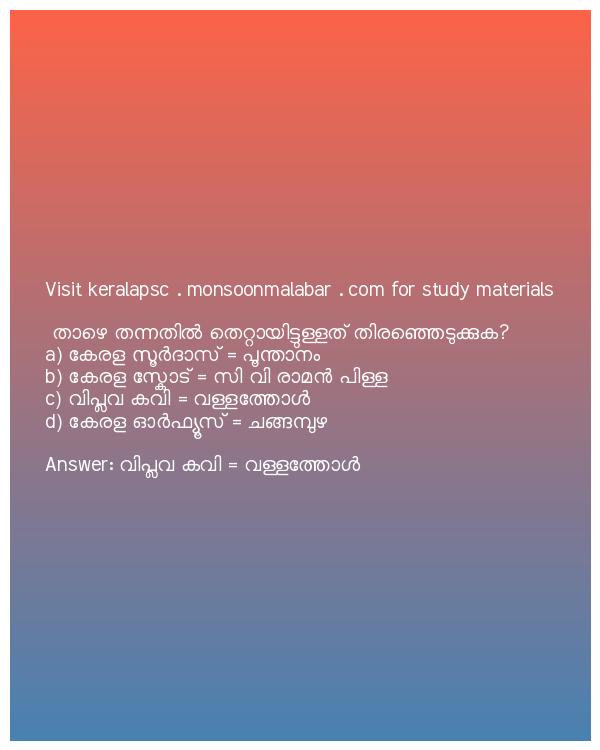 Visit keralapsc . monsoonmalabar . com for study materials
താഴെ തന്നതിൽ തെറ്റായിട്ടുള്ളത് തിരഞ്ഞെടുക്കുക?
a) കേരള സൂർദാസ് = പൂന്താനം
b) കേരള സ്കോട് = സി വി രാമൻ പിള്ള
c) വിപ്ലവ കവി = വള്ളത്തോൾ
d) കേരള ഓർഫ്യൂസ് = ചങ്ങമ്പുഴ
Answer: വിപ്ലവ കവി = വള്ളത്തോൾ